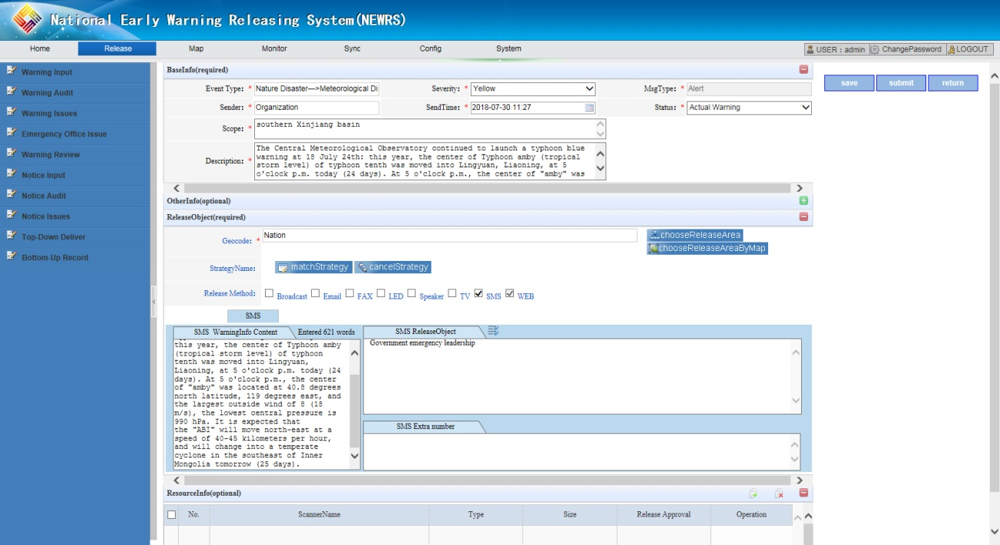 National Early Warning Releasing System(NEWRS)
Home Release Map Monitor Sync Config System USER : admin ChangePassword LOGOUT
Warning Input
Warning Audit
Warning Issues
Emergency Office Issue
Warning Review
Notice Input
Notice Audit
Notice Issues
Top-Down Deliver
Bottom-Up Record
BaseInfo(required)
Event Type: * Nature Disaster—>Meteorological Di Severity: * Yellow MsgType: * Alert
Sender: * Organization SendTime: * 2018-07-30 11:27 Status: * Actual Warning
Scope: * southern Xinjiang basin
Description: *
The Central Meteorological Observatory continued to launch a typhoon blue
warning at 18 July 24th: this year, the center of Typhoon amby (tropical
storm level) of typhoon tenth was moved into Lingyuan, Liaoning, at 5
o'clock p.m. today (24 days). At 5 o'clock p.m., the center of "amby" was
save submit return
OtherInfo(optional)
ReleaseObject(required)
Geocode: * Nation chooseReleaseArea
chooseReleaseAreaByMap
StrategyName: matchStrategy cancelStrategy
Release Method: Broadcast Email FAX LED Speaker TV SMS WEB
SMS
SMS WarningInfo Content Entered 621 words
this year, the center of Typhoon amby
(tropical storm level) of typhoon
tenth was moved into Lingyuan,
Liaoning, at 5 o'clock p.m. today (24
days). At 5 o'clock p.m., the center
of "amby" was located at 40.8 degrees
north latitude, 119 degrees east, and
the largest outside wind of 8 (18
m/s), the lowest central pressure is
990 hPa. It is expected that
the "ABI" will move north-east at a
speed of 40-45 kilometers per hour,
and will change into a temperate
cyclone in the southeast of Inner
Mongolia tomorrow (25 days).
SMS ReleaseObject
Government emergency leadership
SMS Extra number
ResourceInfo(optional)
No. ScannerName Type Size Release Approval Operation